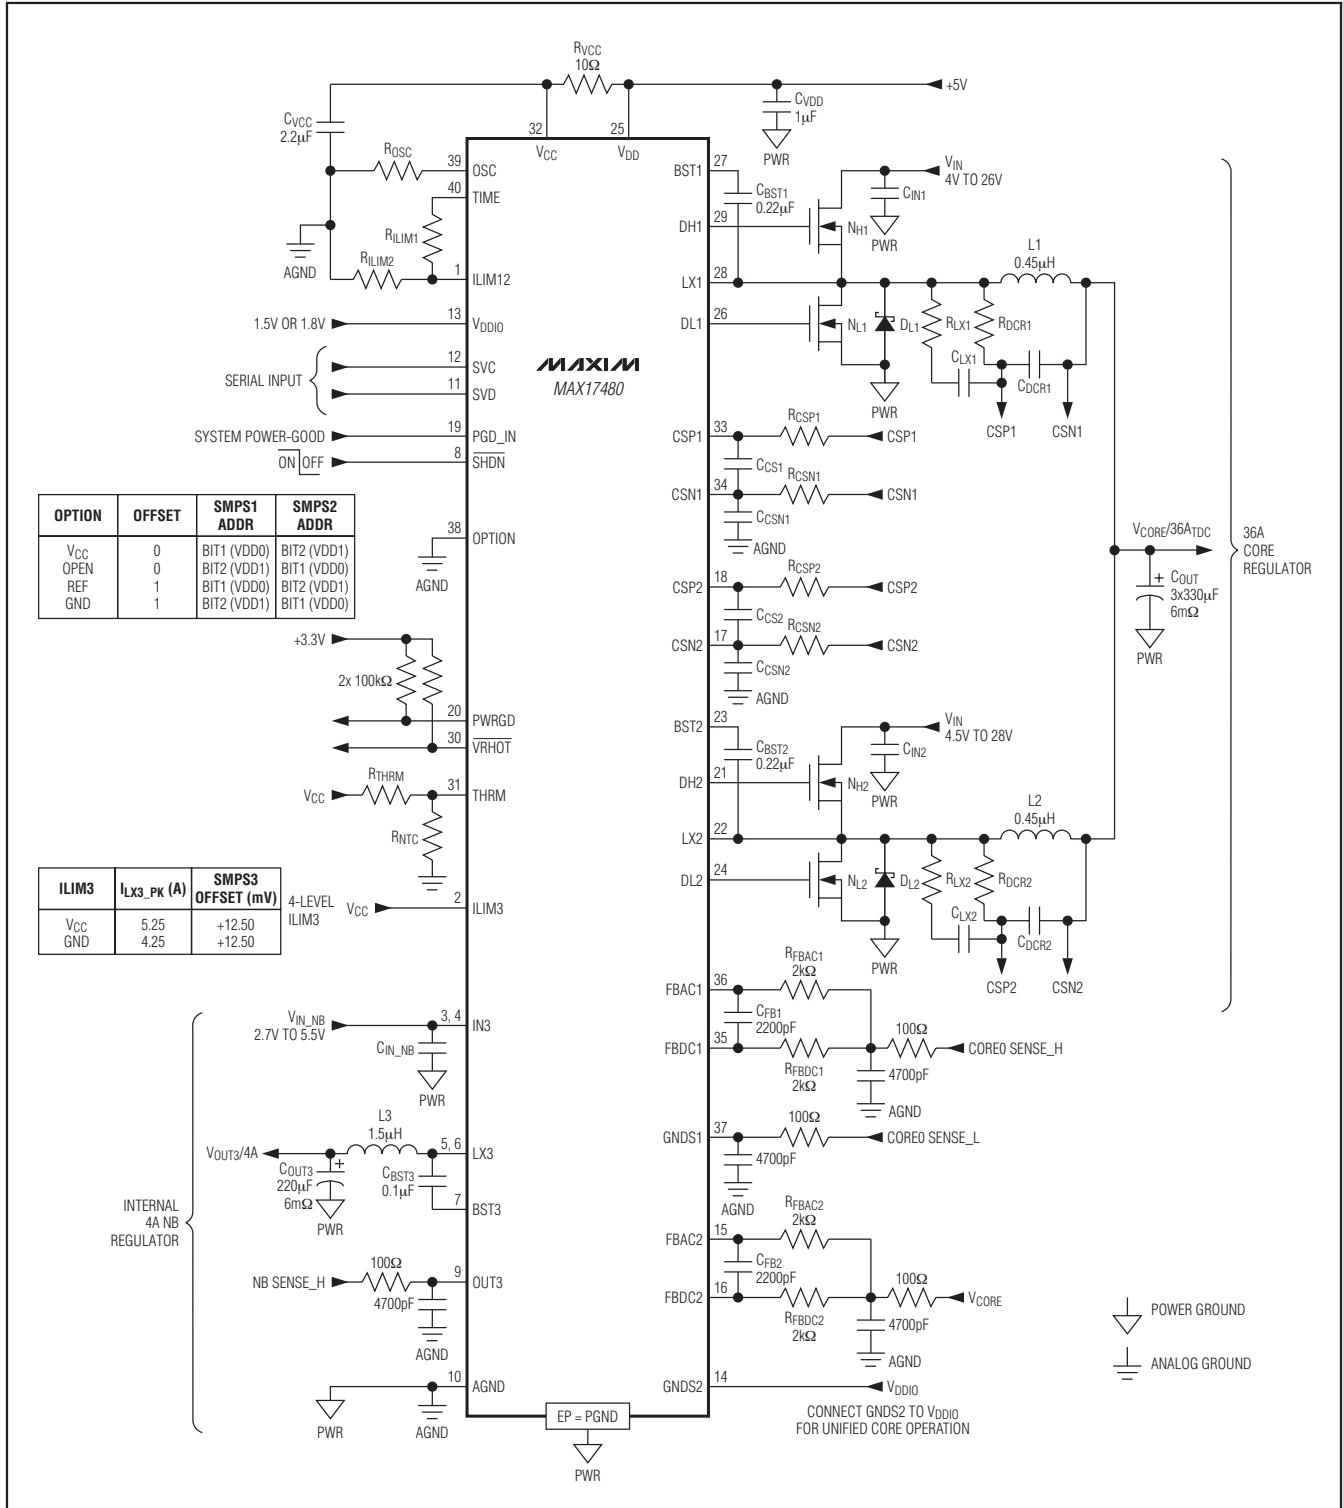 RVCC
10Ω
+5V
CVCC
2.2µF
CVDD
1µF
PWR
32
VCC
25
VDD
ROSC
39
OSC
40
TIME
RILIM1
AGND
RILIM2
1
ILIM12
1.5V OR 1.8V
13
VDDIO
SERIAL INPUT
12
SVC
11
SVD
SYSTEM POWER-GOOD
19
PGD_IN
ON OFF
8
SHDN
MAXIM
MAX17480
OPTION OFFSET SMPS1 ADDR SMPS2 ADDR
VCC 0 BIT1 (VDD0) BIT2 (VDD1)
OPEN 0 BIT2 (VDD1) BIT1 (VDD0)
REF 1 BIT1 (VDD0) BIT2 (VDD1)
GND 1 BIT2 (VDD1) BIT1 (VDD0)
38
OPTION
AGND
+3.3V
2x 100kΩ
20
PWRGD
30
VRHOT
RTHRM
VCC
31
THRM
RNTC
ILIM3 ILX3_PK (A) SMPS3 OFFSET (mV)
VCC 5.25 +12.50
GND 4.25 +12.50
4-LEVEL
ILIM3
VCC
2
ILIM3
VIN_NB
2.7V TO 5.5V
3, 4
IN3
CIN_NB
PWR
L3
1.5µH
VOUT3/4A
5, 6
LX3
COUT3
220µF
6mΩ
+
PWR
CBST3
0.1µF
7
BST3
INTERNAL
4A NB
REGULATOR
NB SENSE_H
100Ω
9
OUT3
4700pF
AGND
10
AGND
PWR
AGND
EP = PGND
PWR
27
BST1
CBST1
0.22µF
VIN
4V TO 26V
CIN1
PWR
29
DH1
NH1
28
LX1
L1
0.45µH
26
DL1
NL1
DL1
RLX1
RDCR1
CLX1
CDCR1
PWR
CSP1
CSN1
33
CSP1
RCSP1
CSP1
CCS1
34
CSN1
RCSN1
CSN1
CCSN1
AGND
18
CSP2
RCSP2
CSP2
CCS2
17
CSN2
RCSN2
CSN2
CCSN2
AGND
VCORE/36ATDC
+
COUT
3x330µF
6mΩ
PWR
36A
CORE
REGULATOR
23
BST2
CBST2
0.22µF
VIN
4.5V TO 28V
CIN2
PWR
21
DH2
NH2
22
LX2
L2
0.45µH
24
DL2
NL2
DL2
RLX2
RDCR2
CLX2
CDCR2
PWR
CSP2
CSN2
36
FBAC1
RFBAC1
2kΩ
CFB1
2200pF
35
FBDC1
RFBDC1
2kΩ
100Ω
CORE0 SENSE_H
4700pF
AGND
37
GNDS1
100Ω
CORE0 SENSE_L
4700pF
AGND
15
FBAC2
RFBAC2
2kΩ
CFB2
2200pF
16
FBDC2
RFBDC2
2kΩ
100Ω
VCORE
4700pF
AGND
14
GNDS2
VDDIO
CONNECT GNDS2 TO VDDIO
FOR UNIFIED CORE OPERATION
POWER GROUND
ANALOG GROUND